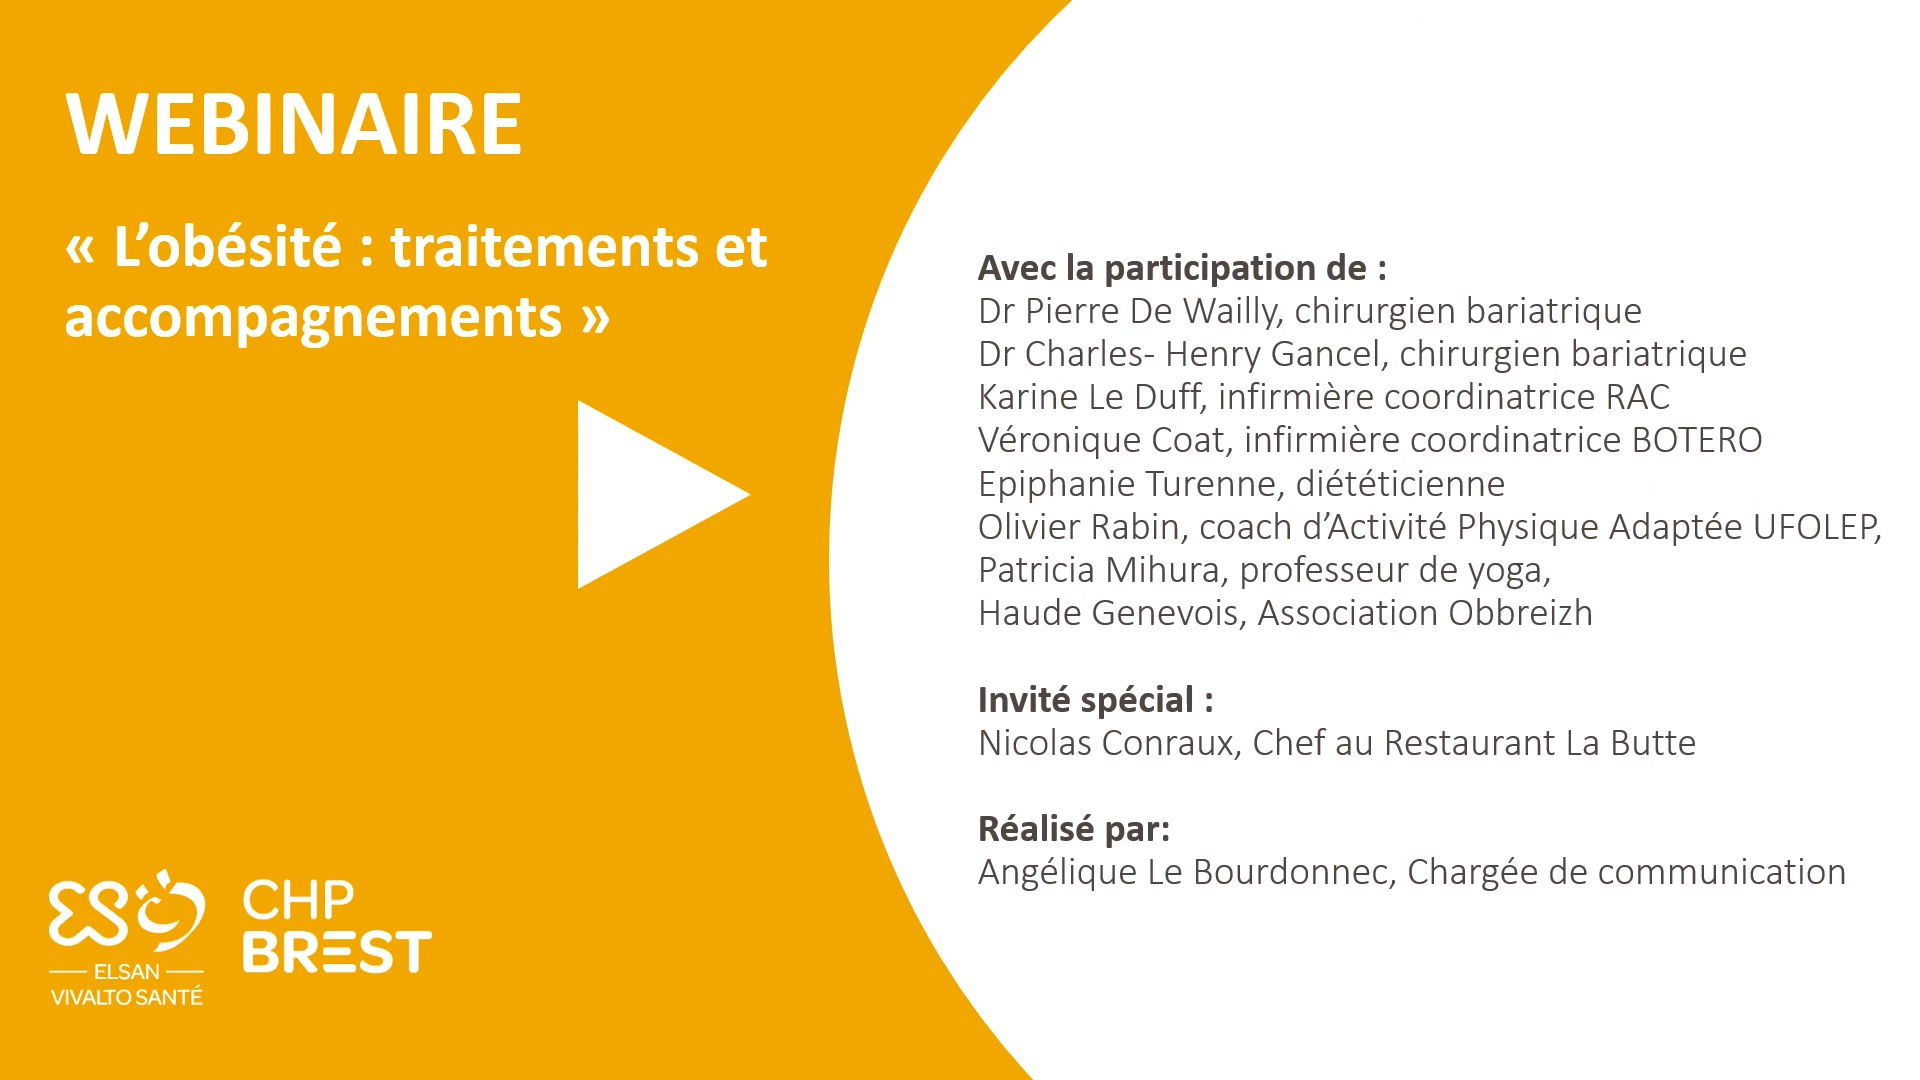 WEBINAIRE
« L’obésité : traitements et
accompagnements »
Avec la participation de :
Dr Pierre De Wailly, chirurgien bariatrique
Dr Charles- Henry Gancel, chirurgien bariatrique
Karine Le Duff, infirmière coordinatrice RAC
Véronique Coat, infirmière coordinatrice BOTERO
Epiphanie Turenne, diététicienne
Olivier Rabin, coach d’Activité Physique Adaptée UFOLEP,
Patricia Mihura, professeur de yoga,
Haude Genevois, Association Obbreizh
Invité spécial :
Nicolas Conraux, Chef au Restaurant La Butte
Réalisé par:
Angélique Le Bourdonnec, Chargée de communication
ELSAN
VIVALTO SANTÉ
CHP
BREST